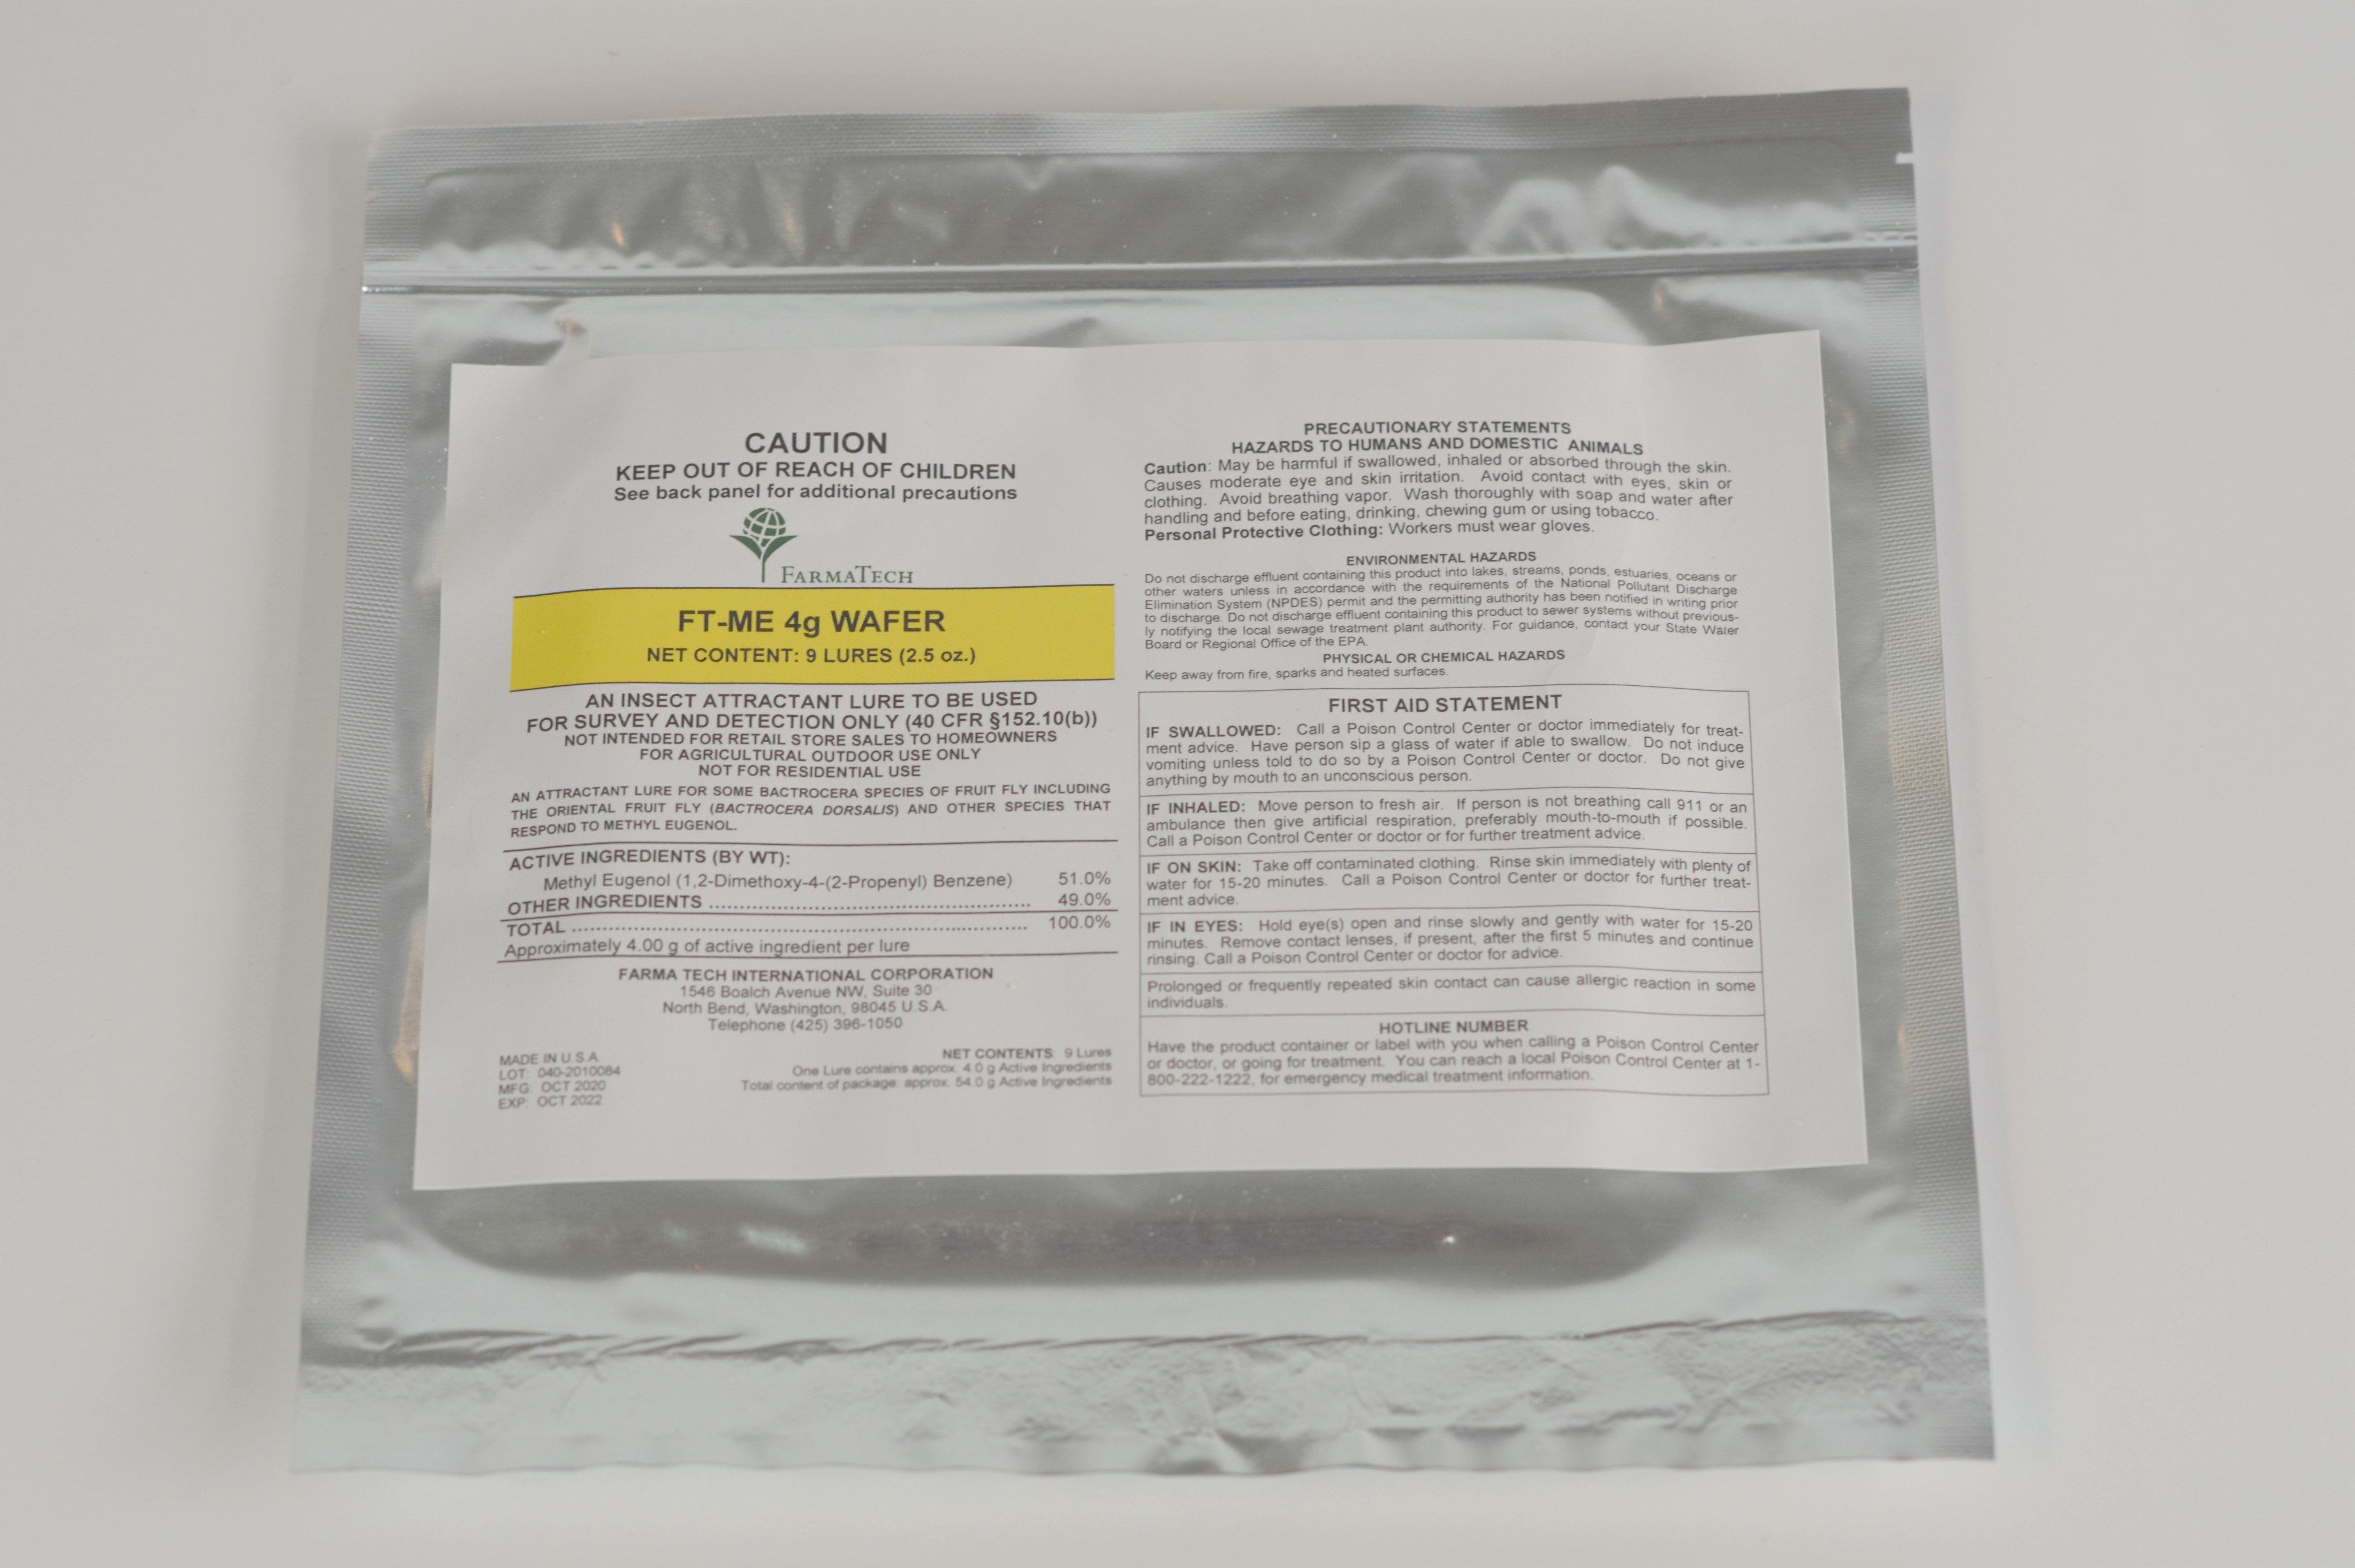 CAUTION
KEEP OUT OF REACH OF CHILDREN
See back panel for additional precautions
FARMATECH
FT-ME 4g WAFER
NET CONTENT: 9 LURES (2.5 oz.)
AN INSECT ATTRACTANT LURE TO BE USED
FOR SURVEY AND DETECTION ONLY (40 CFR §152.10(b))
NOT INTENDED FOR RETAIL STORE SALES TO HOMEOWNERS
FOR AGRICULTURAL OUTDOOR USE ONLY
NOT FOR RESIDENTIAL USE
AN ATTRACTANT LURE FOR SOME BACTROCERA SPECIES OF FRUIT FLY INCLUDING
THE ORIENTAL FRUIT FLY (BACTROCERA DORSALIS) AND OTHER SPECIES THAT
RESPOND TO METHYL EUGENOL.
ACTIVE INGREDIENTS (BY WT):
Methyl Eugenol (1,2-Dimethoxy-4-(2-Propenyl) Benzene) 51.0%
OTHER INGREDIENTS ........................................ 49.0%
TOTAL ........................................................ 100.0%
Approximately 4.00 g of active ingredient per lure
FARMA TECH INTERNATIONAL CORPORATION
1546 Boalch Avenue NW, Suite 30
North Bend, Washington, 98045 U.S.A.
Telephone (425) 396-1050
MADE IN U.S.A.
LOT: 040-2010084
MFG: OCT 2020
EXP: OCT 2022
NET CONTENTS: 9 Lures
One Lure contains approx. 4.0 g Active Ingredients
Total content of package: approx. 54.0 g Active Ingredients
PRECAUTIONARY STATEMENTS
HAZARDS TO HUMANS AND DOMESTIC ANIMALS
Caution: May be harmful if swallowed, inhaled or absorbed through the skin.
Causes moderate eye and skin irritation. Avoid contact with eyes, skin or
clothing. Avoid breathing vapor. Wash thoroughly with soap and water after
handling and before eating, drinking, chewing gum or using tobacco.
Personal Protective Clothing: Workers must wear gloves.
ENVIRONMENTAL HAZARDS
Do not discharge effluent containing this product into lakes, streams, ponds, estuaries, oceans or
other waters unless in accordance with the requirements of the National Pollutant Discharge
Elimination System (NPDES) permit and the permitting authority has been notified in writing prior
to discharge. Do not discharge effluent containing this product to sewer systems without previous-
ly notifying the local sewage treatment plant authority. For guidance, contact your State Water
Board or Regional Office of the EPA.
PHYSICAL OR CHEMICAL HAZARDS
Keep away from fire, sparks and heated surfaces.
FIRST AID STATEMENT
IF SWALLOWED: Call a Poison Control Center or doctor immediately for treat-
ment advice. Have person sip a glass of water if able to swallow. Do not induce
vomiting unless told to do so by a Poison Control Center or doctor. Do not give
anything by mouth to an unconscious person.
IF INHALED: Move person to fresh air. If person is not breathing call 911 or an
ambulance then give artificial respiration, preferably mouth-to-mouth if possible.
Call a Poison Control Center or doctor or for further treatment advice.
IF ON SKIN: Take off contaminated clothing. Rinse skin immediately with plenty of
water for 15-20 minutes. Call a Poison Control Center or doctor for further treat-
ment advice.
IF IN EYES: Hold eye(s) open and rinse slowly and gently with water for 15-20
minutes. Remove contact lenses, if present, after the first 5 minutes and continue
rinsing. Call a Poison Control Center or doctor for advice.
Prolonged or frequently repeated skin contact can cause allergic reaction in some
individuals.
HOTLINE NUMBER
Have the product container or label with you when calling a Poison Control Center
or doctor, or going for treatment. You can reach a local Poison Control Center at 1-
800-222-1222, for emergency medical treatment information.